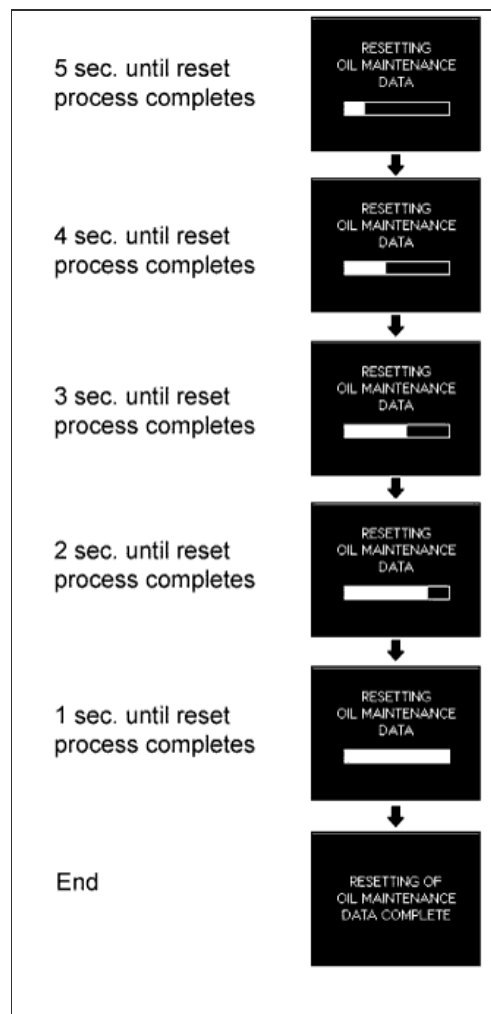 5 sec. until reset
process completes
RESETTING
OIL MAINTENANCE
DATA
4 sec. until reset
process completes
RESETTING
OIL MAINTENANCE
DATA
3 sec. until reset
process completes
RESETTING
OIL MAINTENANCE
DATA
2 sec. until reset
process completes
RESETTING
OIL MAINTENANCE
DATA
1 sec. until reset
process completes
RESETTING
OIL MAINTENANCE
DATA
End
RESETTING OF
OIL MAINTENANCE
DATA COMPLETE